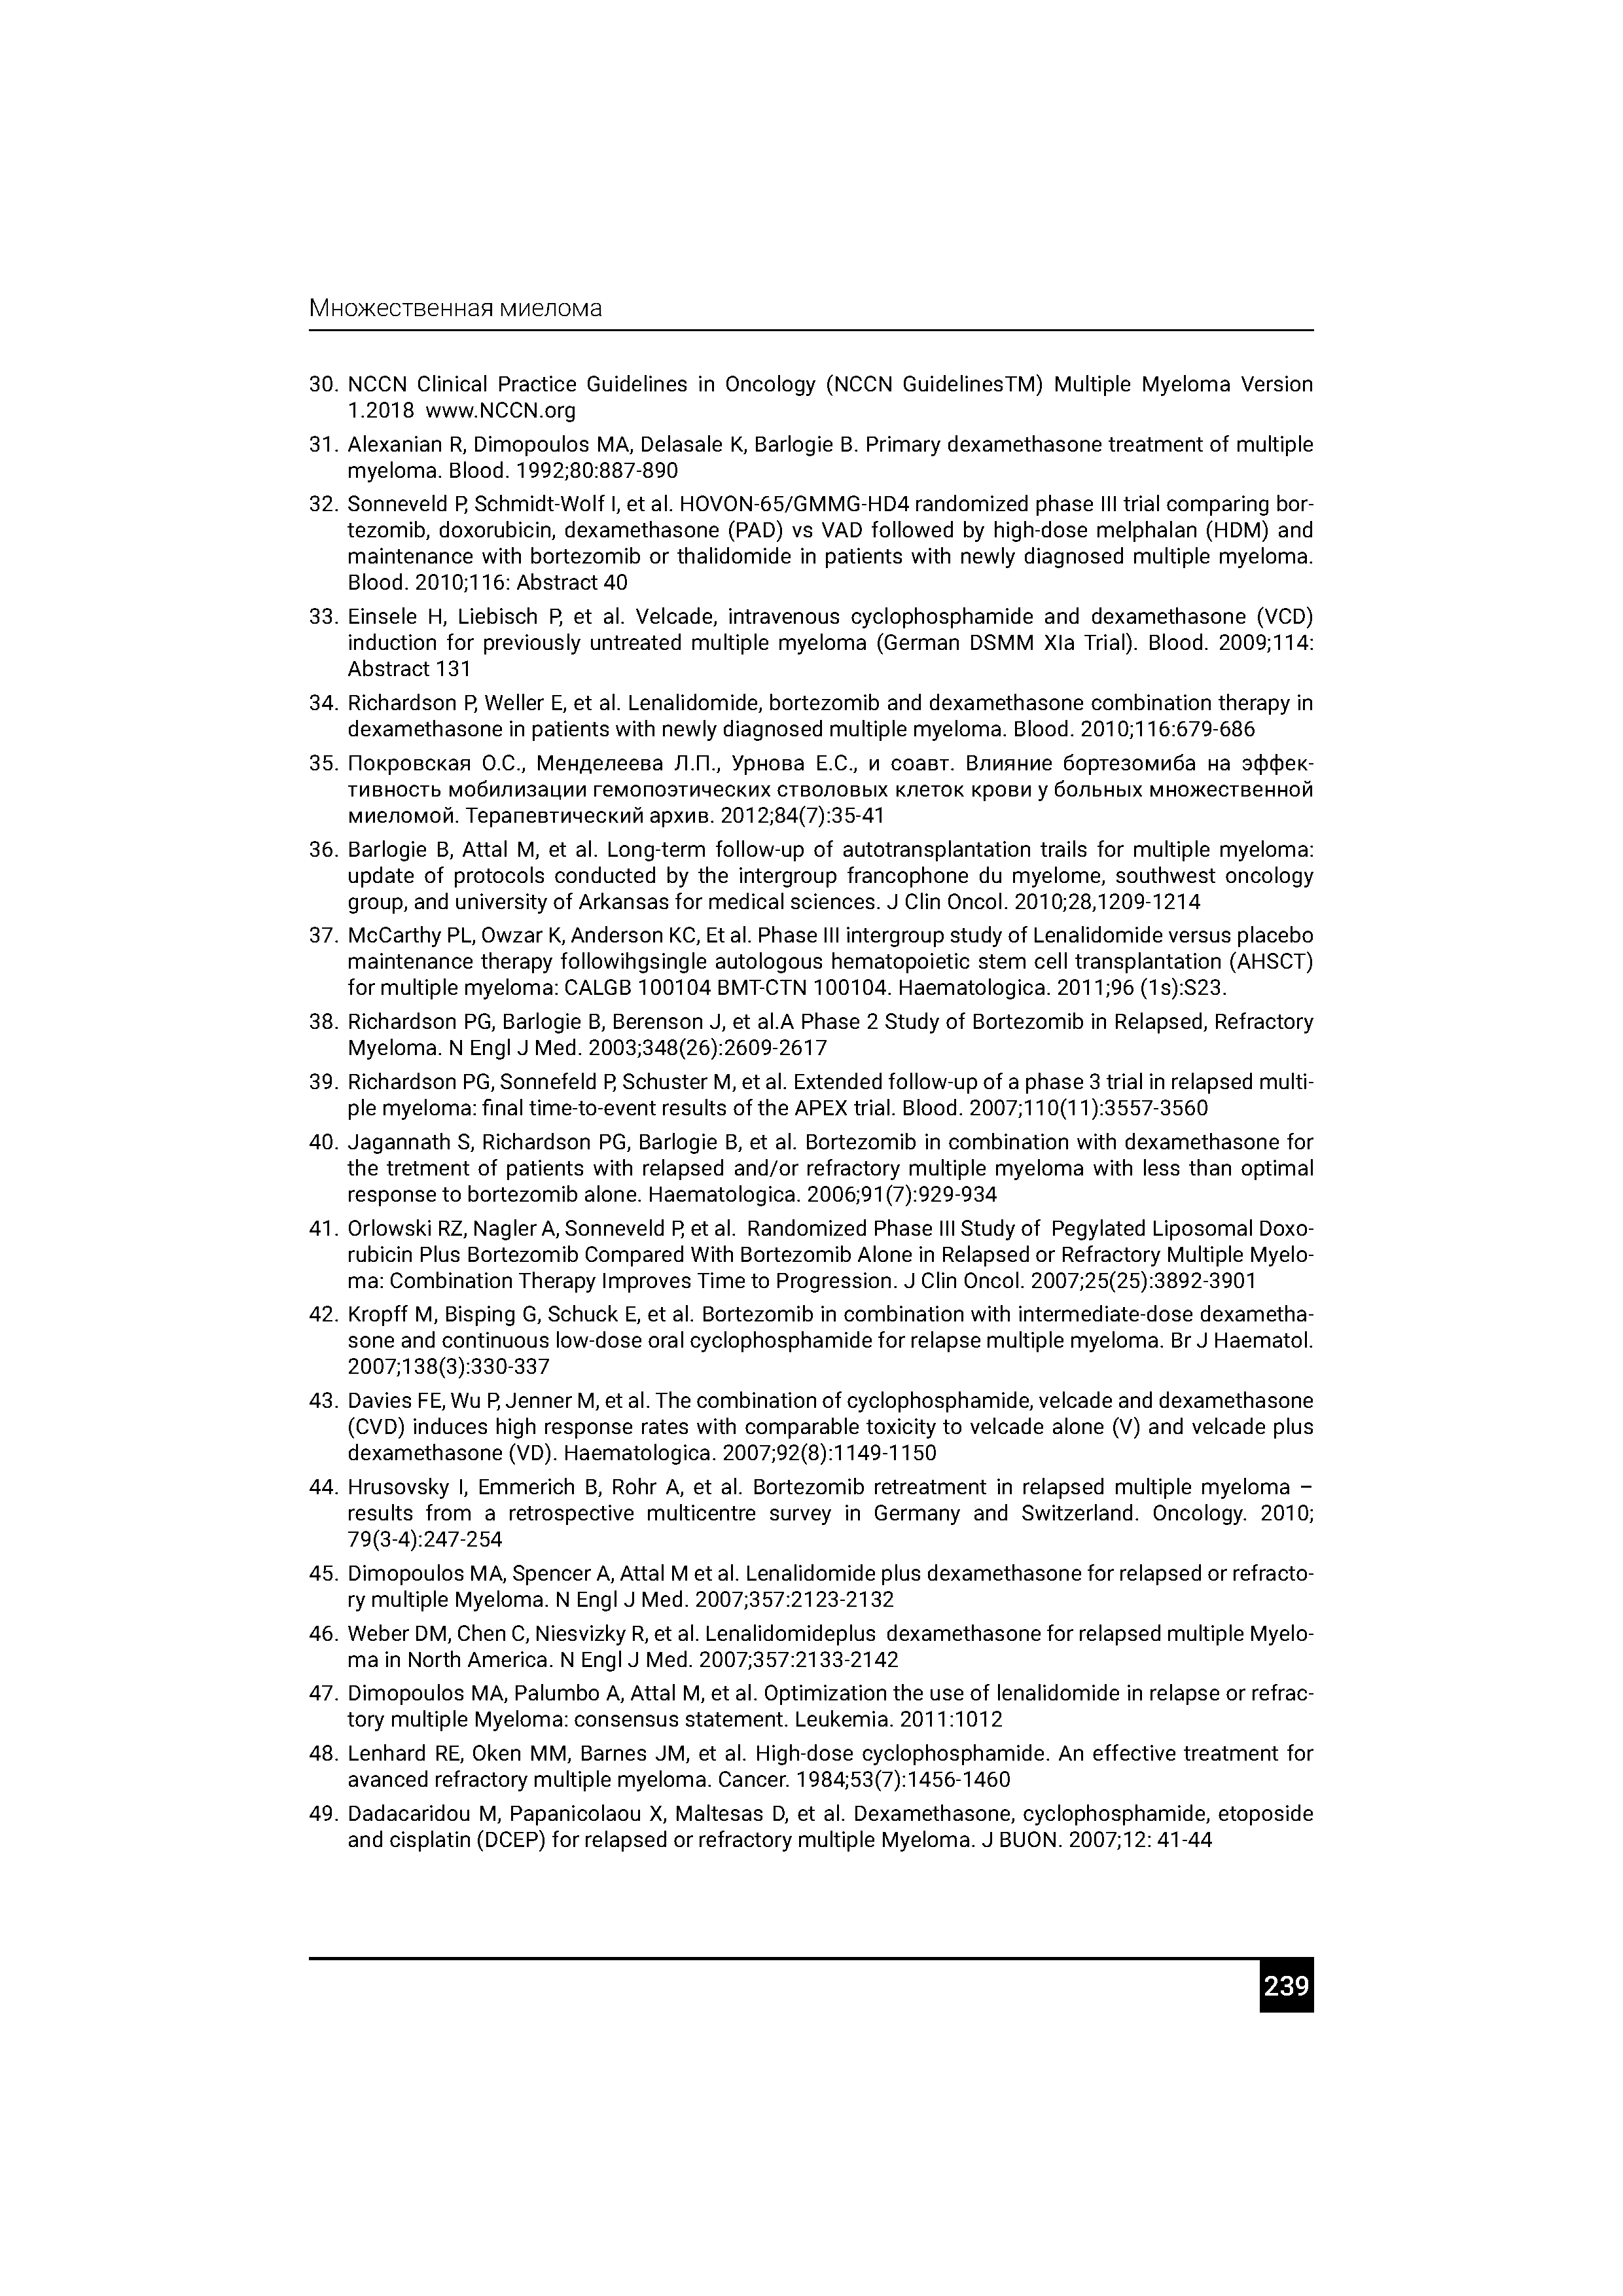 Множественная миелома
30. NCCN Clinical Practice Guidelines in Oncology (NCCN GuidelinesTM) Multiple Myeloma Version
1.2018 www.NCCN.org
31. Alexanian R, Dimopoulos MA, Delasale K, Barlogie B. Primary dexamethasone treatment of multiple
myeloma. Blood. 1992;80:887-890
32. Sonneveld P, Schmidt-Wolf I, et al. HOVON-65/GMMG-HD4 randomized phase III trial comparing bor-
tezomib, doxorubicin, dexamethasone (PAD) vs VAD followed by high-dose melphalan (HDM) and
maintenance with bortezomib or thalidomide in patients with newly diagnosed multiple myeloma.
Blood. 2010;116: Abstract 40
33. Einsele H, Liebisch P, et al. Velcade, intravenous cyclophosphamide and dexamethasone (VCD)
induction for previously untreated multiple myeloma (German DSMM XIa Trial). Blood. 2009;114:
Abstract 131
34. Richardson P, Weller E, et al. Lenalidomide, bortezomib and dexamethasone combination therapy in
dexamethasone in patients with newly diagnosed multiple myeloma. Blood. 2010;116:679-686
35. Покровская О.С., Менделеева Л.П., Урнова Е.С., и соавт. Влияние бортезомиба на эффек-
тивность мобилизации гемопоэтических стволовых клеток крови у больных множественной
миеломой. Терапевтический архив. 2012;84(7):35-41
36. Barlogie B, Attal M, et al. Long-term follow-up of autotransplantation trails for multiple myeloma:
update of protocols conducted by the intergroup francophone du myelome, southwest oncology
group, and university of Arkansas for medical sciences. J Clin Oncol. 2010;28,1209-1214
37. McCarthy PL, Owzar K, Anderson KC, Et al. Phase III intergroup study of Lenalidomide versus placebo
maintenance therapy followihgsingle autologous hematopoietic stem cell transplantation (AHSCT)
for multiple myeloma: CALGB 100104 BMT-CTN 100104. Haematologica. 2011;96 (1s):S23.
38. Richardson PG, Barlogie B, Berenson J, et al.A Phase 2 Study of Bortezomib in Relapsed, Refractory
Myeloma. N Engl J Med. 2003;348(26):2609-2617
39. Richardson PG, Sonnefeld P, Schuster M, et al. Extended follow-up of a phase 3 trial in relapsed multi-
ple myeloma: final time-to-event results of the APEX trial. Blood. 2007;110(11):3557-3560
40. Jagannath S, Richardson PG, Barlogie B, et al. Bortezomib in combination with dexamethasone for
the tretment of patients with relapsed and/or refractory multiple myeloma with less than optimal
response to bortezomib alone. Haematologica. 2006;91(7):929-934
41. Orlowski RZ, Nagler A, Sonneveld P, et al. Randomized Phase III Study of Pegylated Liposomal Doxo-
rubicin Plus Bortezomib Compared With Bortezomib Alone in Relapsed or Refractory Multiple Myelo-
ma: Combination Therapy Improves Time to Progression. J Clin Oncol. 2007;25(25):3892-3901
42. Kropff M, Bisping G, Schuck E, et al. Bortezomib in combination with intermediate-dose dexametha-
sone and continuous low-dose oral cyclophosphamide for relapse multiple myeloma. Br J Haematol.
2007;138(3):330-337
43. Davies FE, Wu P, Jenner M, et al. The combination of cyclophosphamide, velcade and dexamethasone
(CVD) induces high response rates with comparable toxicity to velcade alone (V) and velcade plus
dexamethasone (VD). Haematologica. 2007;92(8):1149-1150
44. Hrusovsky I, Emmerich B, Rohr A, et al. Bortezomib retreatment in relapsed multiple myeloma –
results from a retrospective multicentre survey in Germany and Switzerland. Oncology. 2010;
79(3-4):247-254
45. Dimopoulos MA, Spencer A, Attal M et al. Lenalidomide plus dexamethasone for relapsed or refracto-
ry multiple Myeloma. N Engl J Med. 2007;357:2123-2132
46. Weber DM, Chen C, Niesvizky R, et al. Lenalidomideplus dexamethasone for relapsed multiple Myelo-
ma in North America. N Engl J Med. 2007;357:2133-2142
47. Dimopoulos MA, Palumbo A, Attal M, et al. Optimization the use of lenalidomide in relapse or refrac-
tory multiple Myeloma: consensus statement. Leukemia. 2011:1012
48. Lenhard RE, Oken MM, Barnes JM, et al. High-dose cyclophosphamide. An effective treatment for
avanced refractory multiple myeloma. Cancer. 1984;53(7):1456-1460
49. Dadacaridou M, Papanicolaou X, Maltesas D, et al. Dexamethasone, cyclophosphamide, etoposide
and cisplatin (DCEP) for relapsed or refractory multiple Myeloma. J BUON. 2007;12: 41-44
239